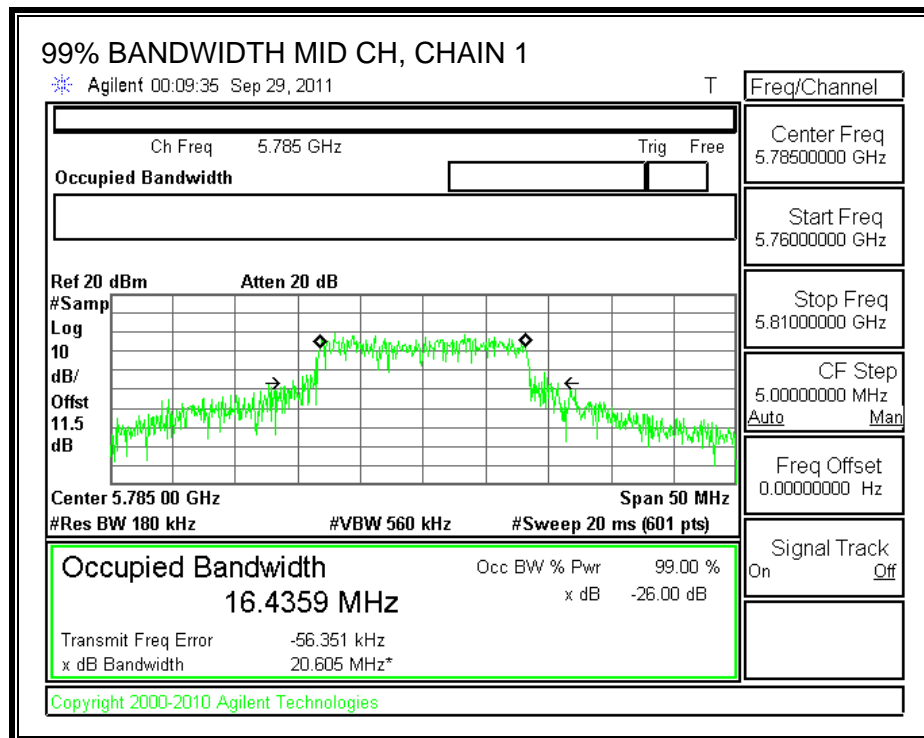 99% BANDWIDTH MID CH, CHAIN 1
Agilent 00:09:35 Sep 29, 2011 T
Freq/Channel
Ch Freq 5.785 GHz Trig Free
Occupied Bandwidth
Center Freq
5.78500000 GHz
Start Freq
5.76000000 GHz
Stop Freq
5.81000000 GHz
CF Step
5.00000000 MHz
Auto Man
Freq Offset
0.00000000 Hz
Signal Track
On Off
Ref 20 dBm Atten 20 dB
#Samp
Log
10
dB/
Offst
11.5
dB
Center 5.785 00 GHz Span 50 MHz
#Res BW 180 kHz #VBW 560 kHz #Sweep 20 ms (601 pts)
Occupied Bandwidth Occ BW % Pwr 99.00 %
16.4359 MHz x dB -26.00 dB
Transmit Freq Error -56.351 kHz
x dB Bandwidth 20.605 MHz*
Copyright 2000-2010 Agilent Technologies